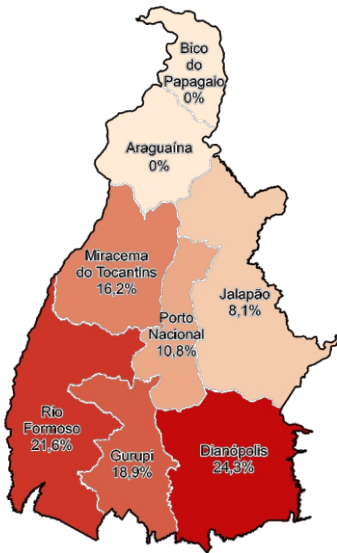 Bico
do
Papagaio
0%
Araguaína
0%
Miracema
do Tocantins
16,2%
Jalapão
8,1%
Porto
Nacional
10,8%
Rio
Formoso
21,6%
Gurupi
18,9%
Dianópolis
24,3%